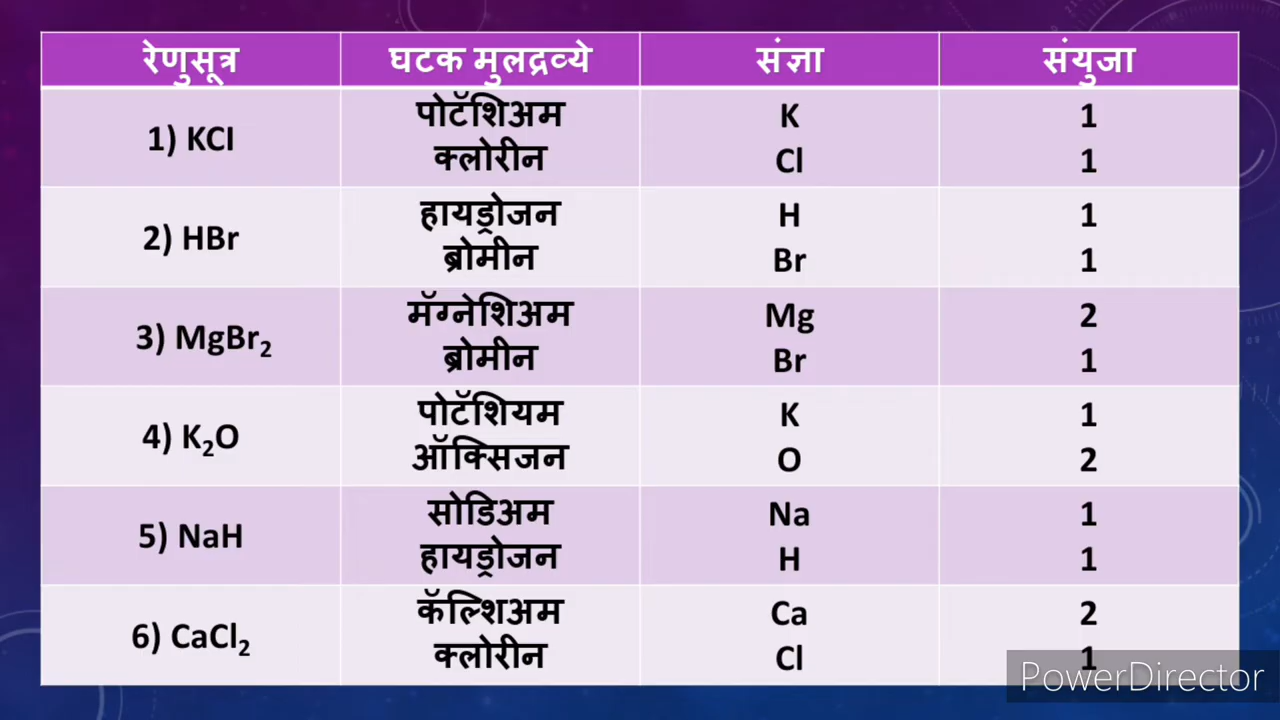 रेणुसूत्र घटक मुलद्रव्ये संज्ञा संयुजा
1) KCl पोटॅशिअम K 1
क्लोरीन Cl 1
2) HBr हायड्रोजन H 1
ब्रोमीन Br 1
3) MgBr₂ मॅग्नेशिअम Mg 2
ब्रोमीन Br 1
4) K₂O पोटॅशियम K 1
ऑक्सिजन O 2
5) NaH सोडिअम Na 1
हायड्रोजन H 1
6) CaCl₂ कॅल्शिअम Ca 2
क्लोरीन Cl 1
PowerDirector